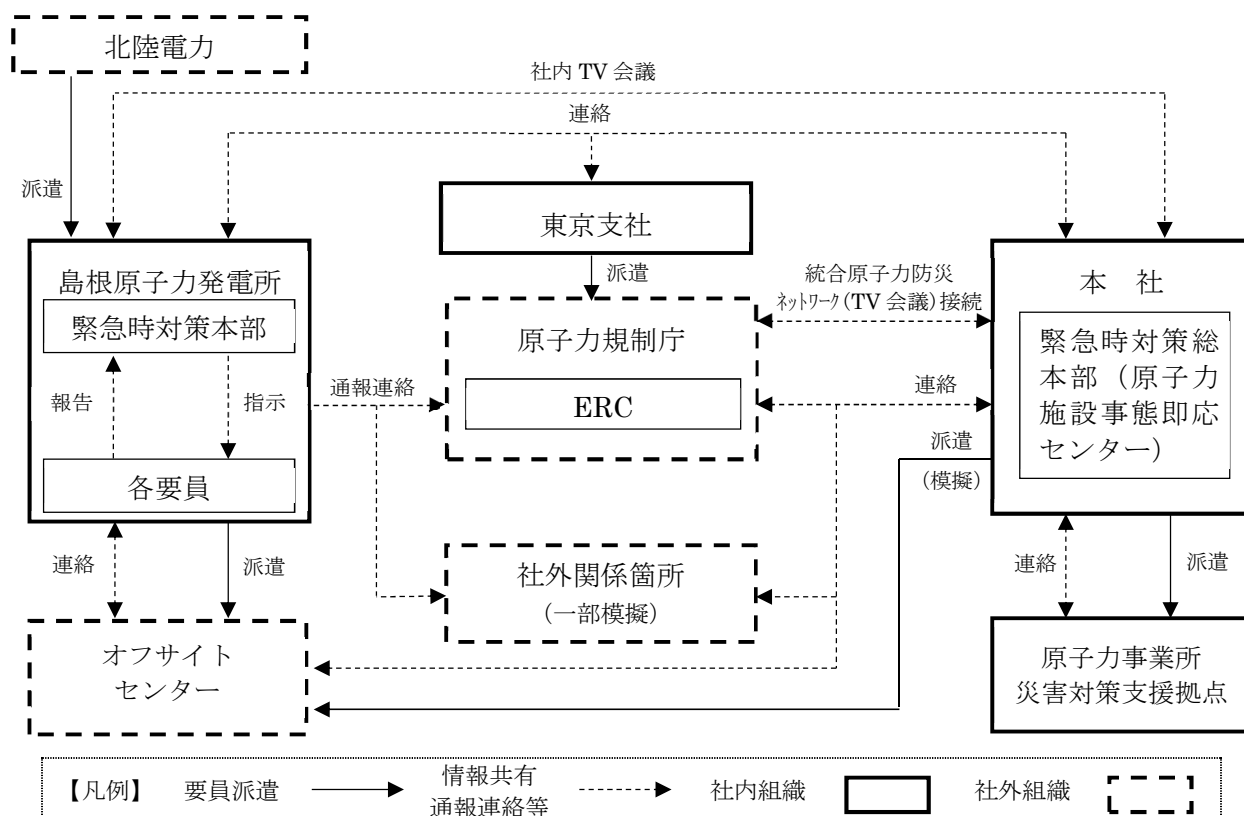 北陸電力
社内 TV 会議
連絡
派遣
東京支社
島根原子力発電所
緊急時対策本部
報告
指示
各要員
派遣
統合原子力防災
ﾈｯﾄﾜｰｸ(TV 会議)接続
原子力規制庁
ERC
通報連絡
連絡
本 社
緊急時対策総
本部（原子力
施設事態即応
センター）
派遣
(模擬)
連絡
派遣
社外関係箇所
(一部模擬)
連絡
派遣
オフサイト
センター
原子力事業所
災害対策支援拠点
【凡例】 要員派遣 情報共有 社内組織 社外組織
通報連絡等